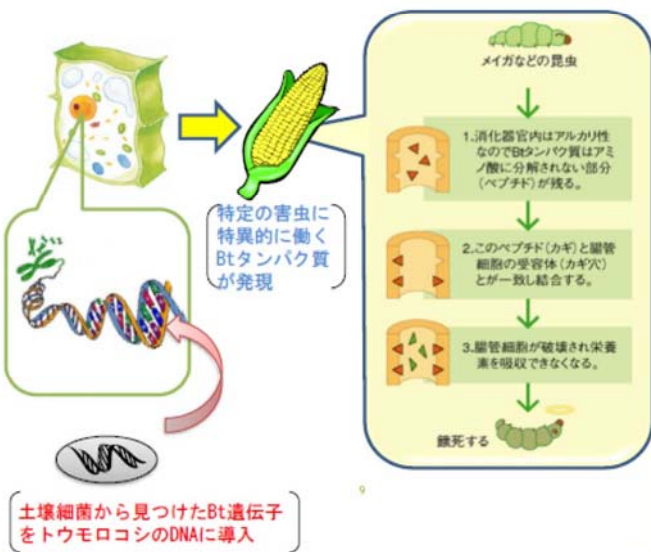 メイガなどの昆虫
1.消化器官内はアルカリ性
なのでBtタンパク質はアミ
ノ酸に分解されない部分
(ペプチド)が残る。
2.このペプチド(カギ)と腸管
細胞の受容体(カギ穴)
とが一致し結合する。
3.腸管細胞が破壊され栄養
素を吸収できなくなる。
餓死する
特定の害虫に
特異的に働く
Btタンパク質
が発現
土壌細菌から見つけたBt遺伝子
をトウモロコシのDNAに導入
9